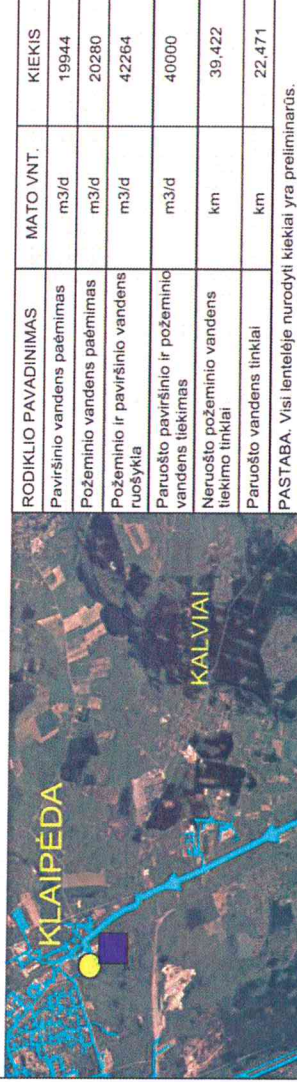 KLAIPĖDA
KALVIAI
RODIKLIO PAVADINIMAS MATO VNT. KIEKIS
Paviršinio vandens paėmimas m3/d 19944
Požeminio vandens paėmimas m3/d 20280
Požeminio ir paviršinio vandens
ruošykla m3/d 42264
Paruošto paviršinio ir požeminio
vandens tiekimas m3/d 40000
Neruošto požeminio vandens
tiekimo tinklai km 39,422
Paruošto vandens tinklai km 22,471
PASTABA. Visi lentelėje nurodyti kiekiai yra preliminarūs.